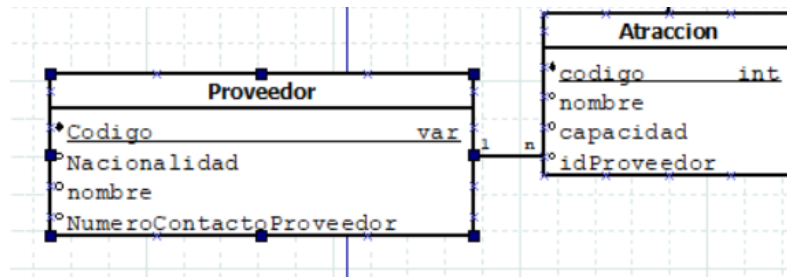 Atraccion
codigo int
nombre
capacidad
idProveedor
Proveedor
Codigo var
Nacionalidad
nombre
NumeroContactoProveedor
1 n